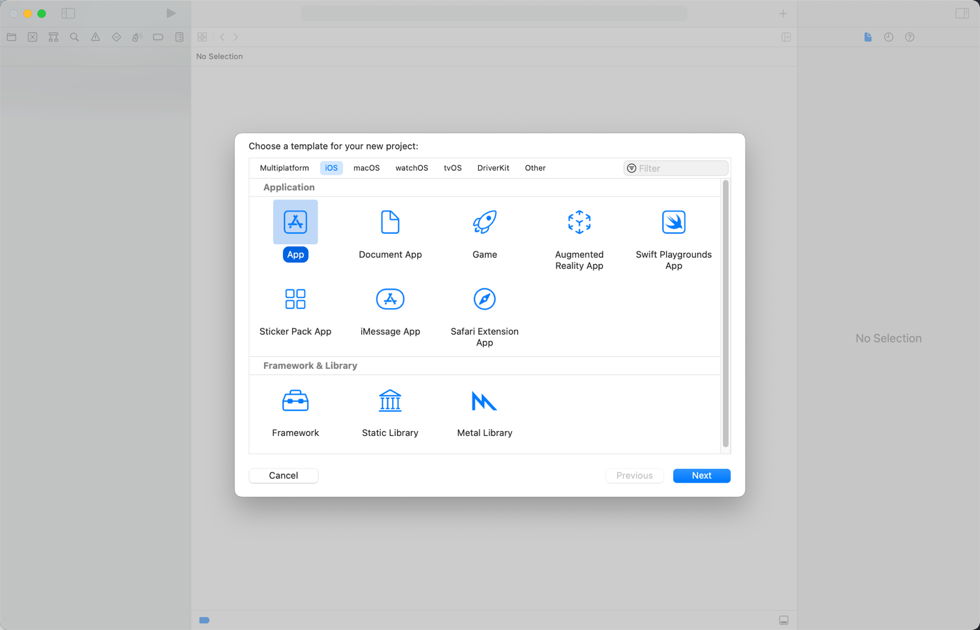 No Selection
Choose a template for your new project:
Multiplatform iOS macOS watchOS tvOS DriverKit Other Filter
Application
App Document App Game Augmented Reality App Swift Playgrounds App
Sticker Pack App iMessage App Safari Extension App
No Selection
Framework & Library
Framework Static Library Metal Library
Cancel Previous Next